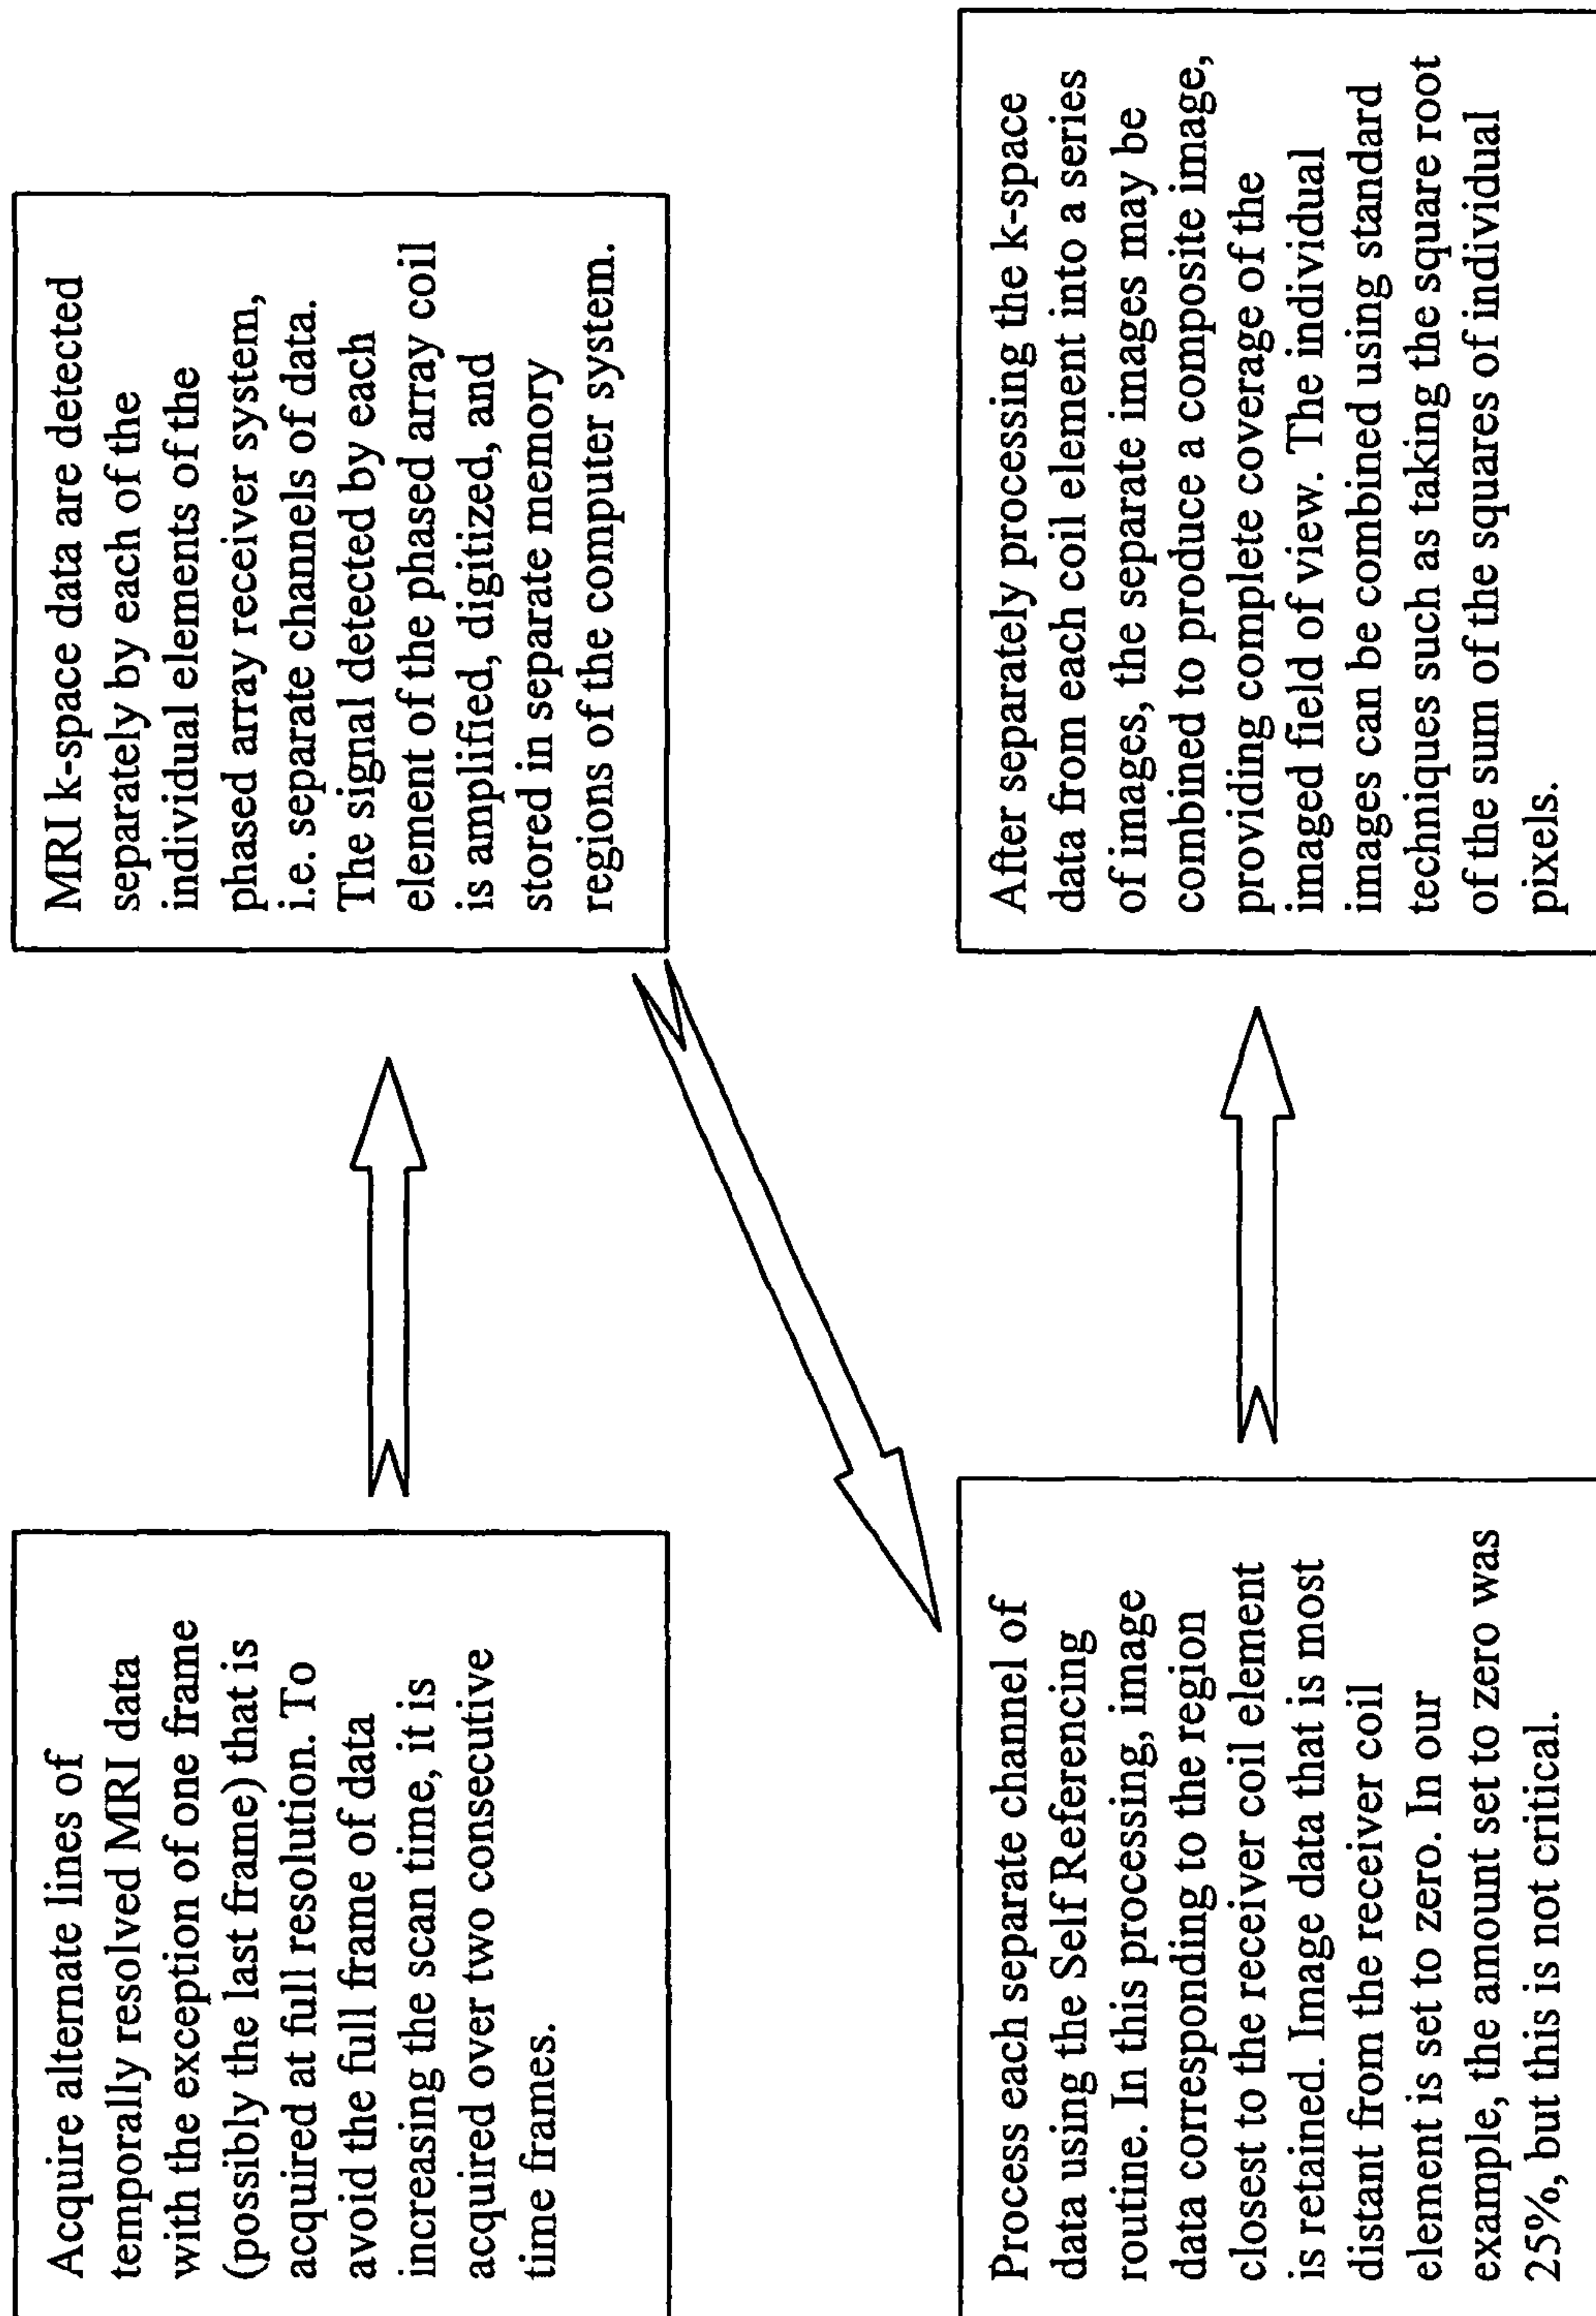 Acquire alternate lines of
temporally resolved MRI data
with the exception of one frame
(possibly the last frame) that is
acquired at full resolution. To
avoid the full frame of data
increasing the scan time, it is
acquired over two consecutive
time frames.
MRI k-space data are detected
separately by each of the
individual elements of the
phased array receiver system,
i.e. separate channels of data.
The signal detected by each
element of the phased array coil
is amplified, digitized, and
stored in separate memory
regions of the computer system.
Process each separate channel of
data using the Self Referencing
routine. In this processing, image
data corresponding to the region
closest to the receiver coil element
is retained. Image data that is most
distant from the receiver coil
element is set to zero. In our
example, the amount set to zero was
25%, but this is not critical.
After separately processing the k-space
data from each coil element into a series
of images, the separate images may be
combined to produce a composite image,
providing complete coverage of the
imaged field of view. The individual
images can be combined using standard
techniques such as taking the square root
of the sum of the squares of individual
pixels.